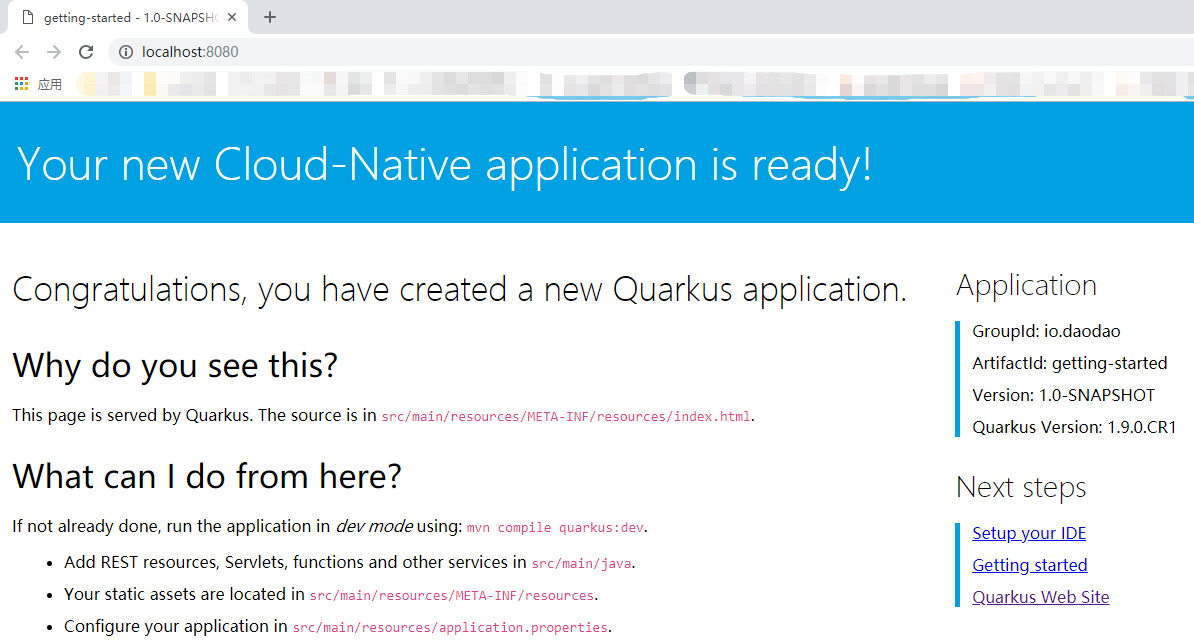 getting-started - 1.0-SNAPSHO
localhost:8080
应用
Your new Cloud-Native application is ready!
Congratulations, you have created a new Quarkus application.
Why do you see this?
This page is served by Quarkus. The source is in src/main/resources/META-INF/resources/index.html.
What can I do from here?
If not already done, run the application in dev mode using: mvn compile quarkus:dev.
• Add REST resources, Servlets, functions and other services in src/main/java.
• Your static assets are located in src/main/resources/META-INF/resources.
• Configure your application in src/main/resources/application.properties.
Application
GroupId: io.daodao
ArtifactId: getting-started
Version: 1.0-SNAPSHOT
Quarkus Version: 1.9.0.CR1
Next steps
Setup your IDE
Getting started
Quarkus Web Site